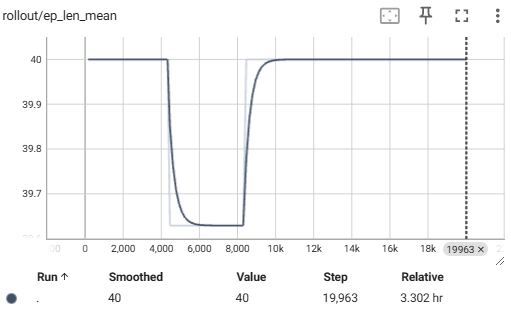 rollout/ep_len_mean
40
39.9
39.8
39.7
0 2,000 4,000 6,000 8,000 10k 12k 14k 16k 18k 19963 ×
Run ↑ Smoothed Value Step Relative
. 40 40 19,963 3.302 hr